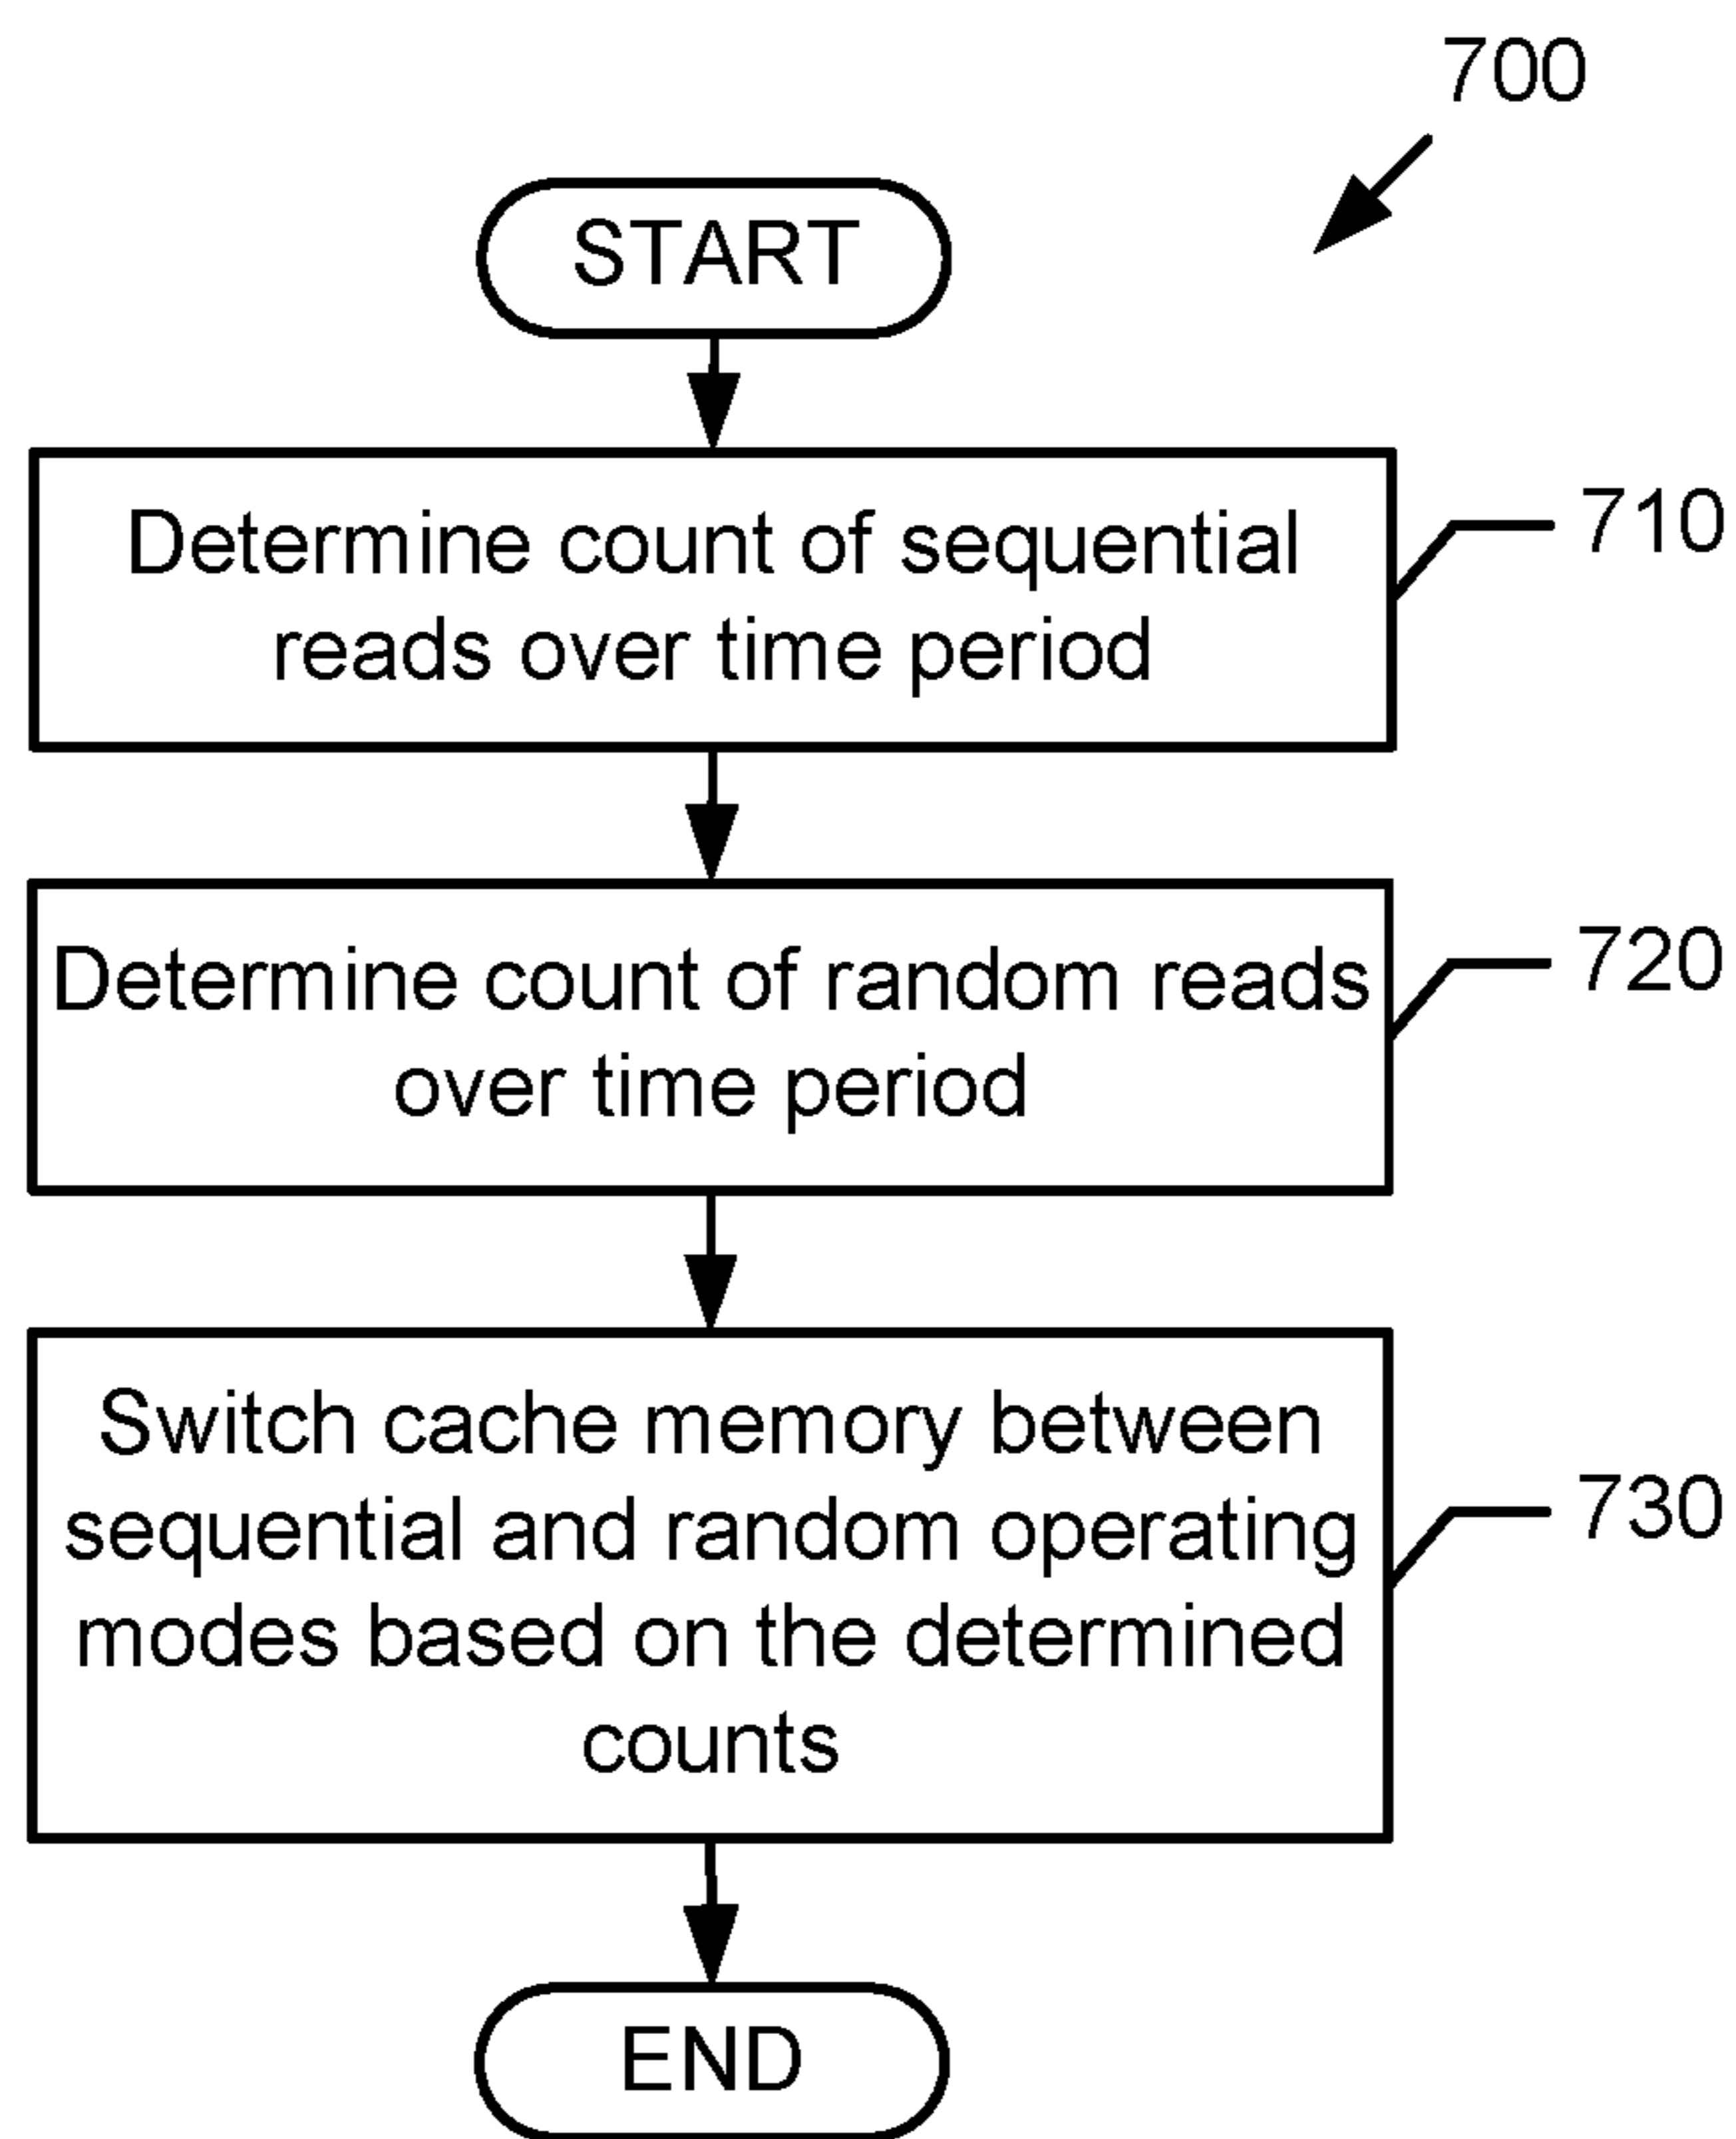 700
START
Determine count of sequential
reads over time period
710
Determine count of random reads
over time period
720
Switch cache memory between
sequential and random operating
modes based on the determined
counts
730
END